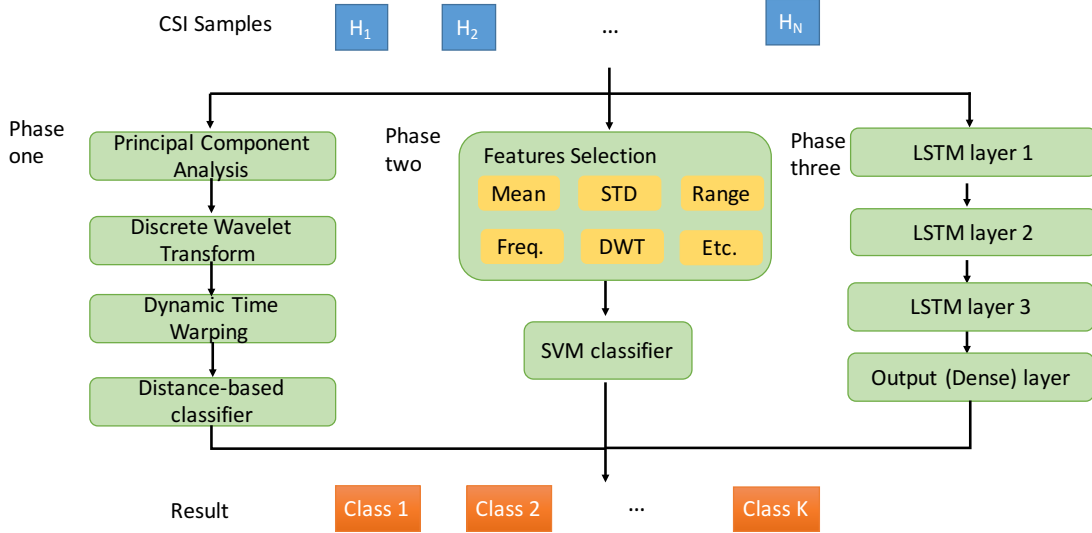 CSI Samples
H1
H2
...
HN
Phase
one
Principal Component
Analysis
Discrete Wavelet
Transform
Dynamic Time
Warping
Distance-based
classifier
Phase
two
Features Selection
Mean
STD
Range
Freq.
DWT
Etc.
SVM classifier
Phase
three
LSTM layer 1
LSTM layer 2
LSTM layer 3
Output (Dense) layer
Result
Class 1
Class 2
...
Class K